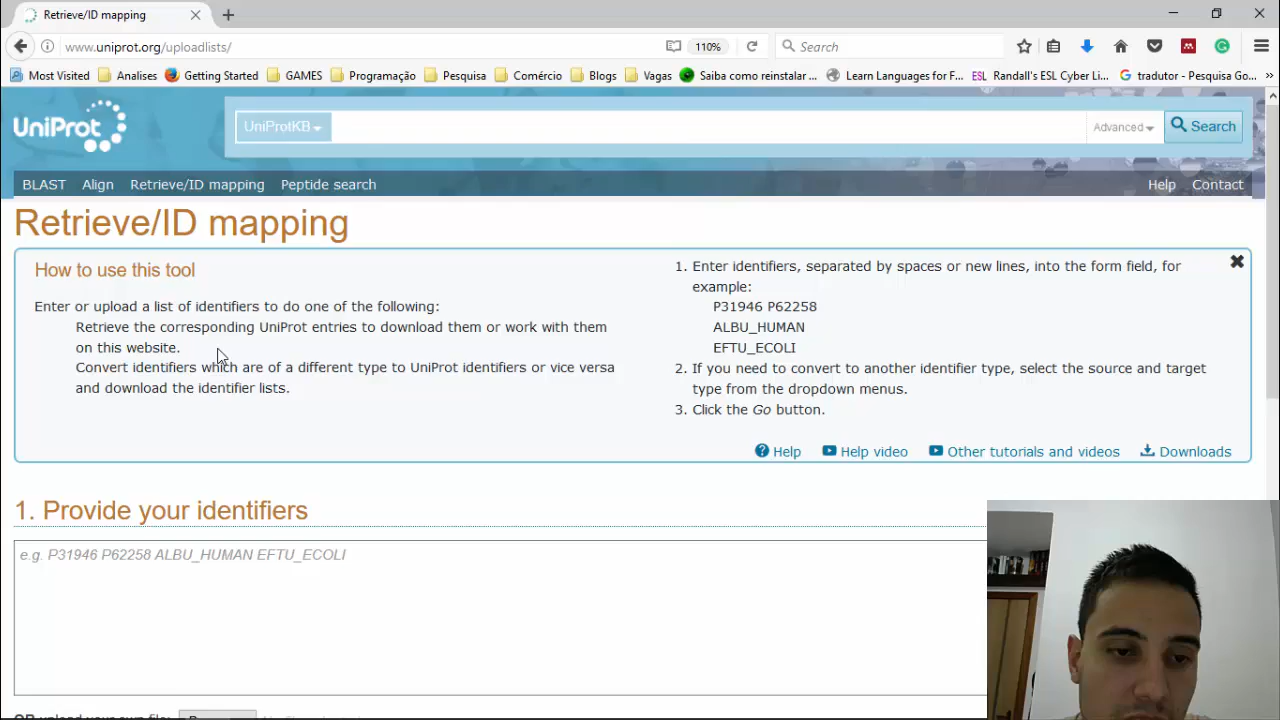 Retrieve/ID mapping
www.uniprot.org/uploadlists/
110%
Search
Most Visited
Analises
Getting Started
GAMES
Programação
Pesquisa
Comércio
Blogs
Vagas
Saiba como reinstalar ...
Learn Languages for F...
ESL Randall's ESL Cyber Li...
tradutor - Pesquisa Go...
UniProt
UniProtKB
Advanced
Search
BLAST
Align
Retrieve/ID mapping
Peptide search
Help
Contact
Retrieve/ID mapping
How to use this tool
Enter or upload a list of identifiers to do one of the following:
Retrieve the corresponding UniProt entries to download them or work with them
on this website.
Convert identifiers which are of a different type to UniProt identifiers or vice versa
and download the identifier lists.
1. Enter identifiers, separated by spaces or new lines, into the form field, for
example:
P31946 P62258
ALBU_HUMAN
EFTU_ECOLI
2. If you need to convert to another identifier type, select the source and target
type from the dropdown menus.
3. Click the Go button.
Help
Help video
Other tutorials and videos
Downloads
1. Provide your identifiers
e.g. P31946 P62258 ALBU_HUMAN EFTU_ECOLI
OR upload your own file: